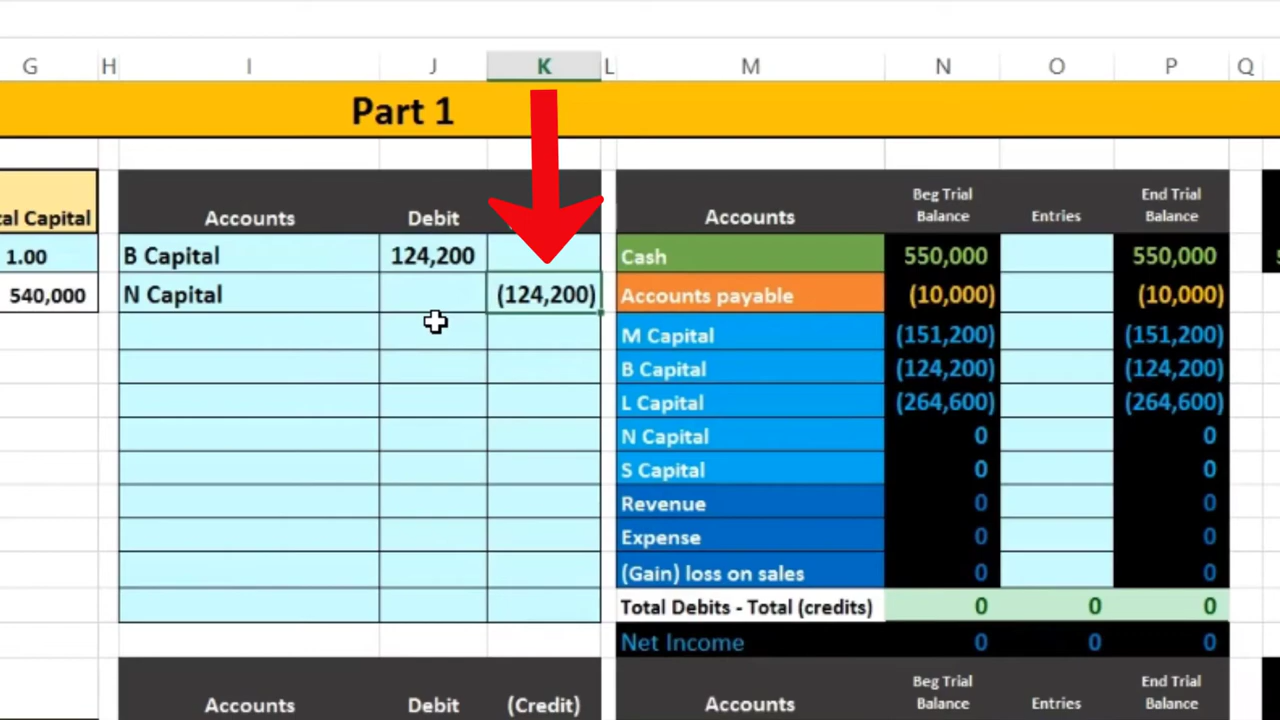 G H I J K L M N O P Q
Part 1
Capital
Accounts Debit
Accounts Beg Trial Balance Entries End Trial Balance
1.00
540,000
B Capital 124,200
N Capital (124,200)
Cash 550,000 550,000
Accounts payable (10,000) (10,000)
M Capital (151,200) (151,200)
B Capital (124,200) (124,200)
L Capital (264,600) (264,600)
N Capital 0 0
S Capital 0 0
Revenue 0 0
Expense 0 0
(Gain) loss on sales 0 0
Total Debits - Total (credits) 0 0 0
Net Income 0 0 0
Accounts Debit (Credit)
Accounts Beg Trial Balance Entries End Trial Balance